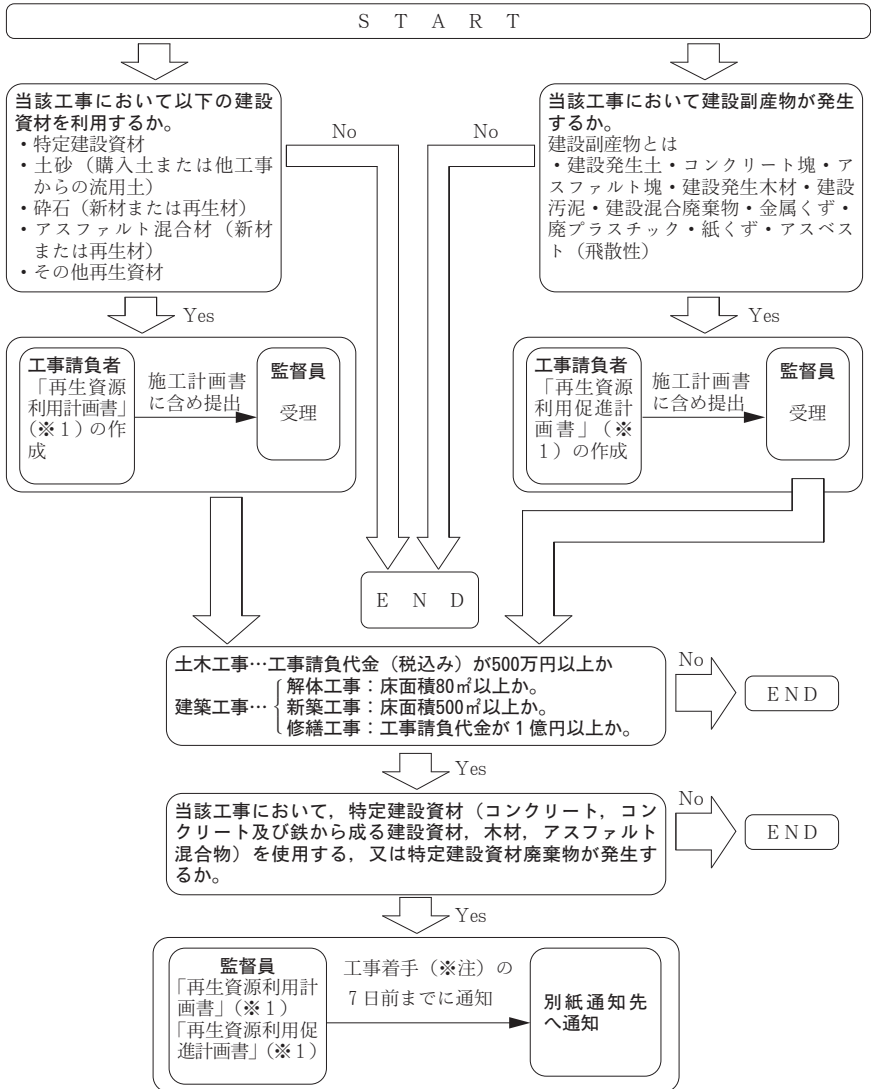 S T A R T
当該工事において以下の建設
資材を利用するか。
・特定建設資材
・土砂（購入土または他工事
からの流用土）
・砕石（新材または再生材）
・アスファルト混合材（新材
または再生材）
・その他再生資材
No
No
当該工事において建設副産物が発生
するか。
建設副産物とは
・建設発生土・コンクリート塊・ア
スファルト塊・建設発生木材・建設
汚泥・建設混合廃棄物・金属くず・
廃プラスチック・紙くず・アスベス
ト（飛散性）
Yes
Yes
工事請負者
「再生資源
利用計画書」
（※１）の作
成
施工計画書
に含め提出
監督員
受理
工事請負者
「再生資源
利用促進計
画書」（※
１）の作成
施工計画書
に含め提出
監督員
受理
E N D
土木工事…工事請負代金（税込み）が500万円以上か
建築工事…
解体工事：床面積80㎡以上か。
新築工事：床面積500㎡以上か。
修繕工事：工事請負代金が１億円以上か。
No
END
Yes
当該工事において，特定建設資材（コンクリート，コン
クリート及び鉄から成る建設資材，木材，アスファルト
混合物）を使用する，又は特定建設資材廃棄物が発生す
るか。
No
END
Yes
監督員
「再生資源利用計
画書」（※１）
「再生資源利用促
進計画書」（※１）
工事着手（※注）の
７日前までに通知
別紙通知先
へ通知